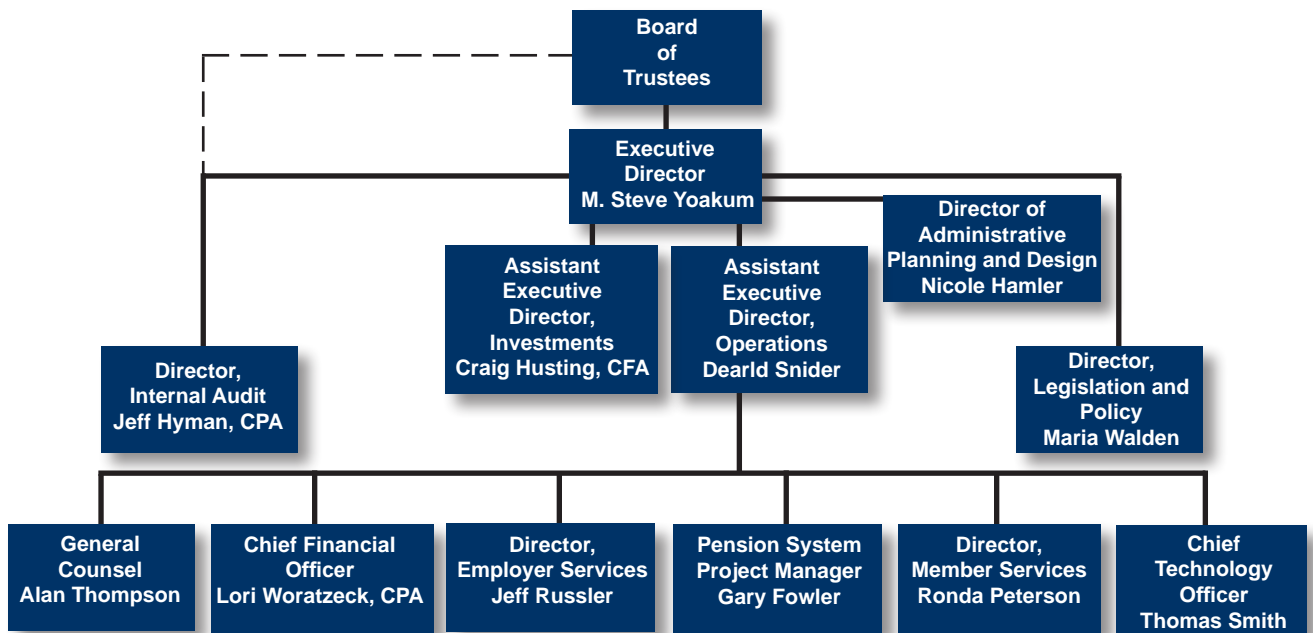 Board
of
Trustees
Executive
Director
M. Steve Yoakum
Director of
Administrative
Planning and Design
Nicole Hamler
Assistant
Executive
Director,
Investments
Craig Husting, CFA
Assistant
Executive
Director,
Operations
Dearld Snider
Director,
Internal Audit
Jeff Hyman, CPA
Director,
Legislation and
Policy
Maria Walden
General
Counsel
Alan Thompson
Chief Financial
Officer
Lori Woratzeck, CPA
Director,
Employer Services
Jeff Russler
Pension System
Project Manager
Gary Fowler
Director,
Member Services
Ronda Peterson
Chief
Technology
Officer
Thomas Smith